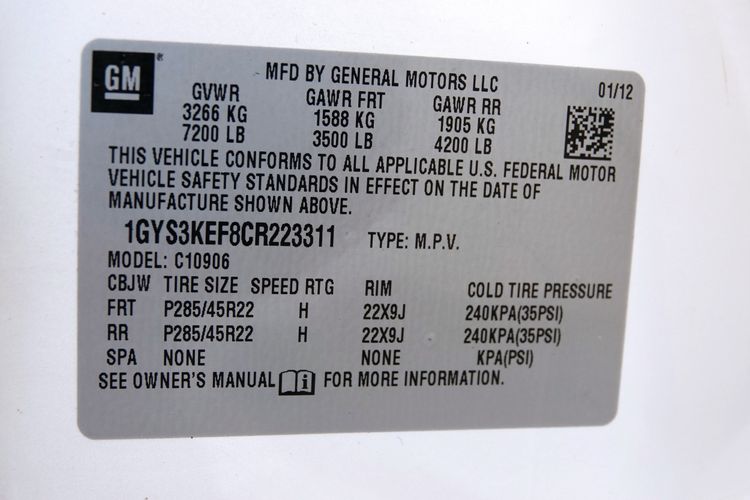 GM
MFD BY GENERAL MOTORS LLC
01/12
GVWR GAWR FRT GAWR RR
3266 KG 1588 KG 1905 KG
7200 LB 3500 LB 4200 LB
THIS VEHICLE CONFORMS TO ALL APPLICABLE U.S. FEDERAL MOTOR
VEHICLE SAFETY STANDARDS IN EFFECT ON THE DATE OF
MANUFACTURE SHOWN ABOVE.
1GYS3KEF8CR223311 TYPE: M.P.V.
MODEL: C10906
CBJW TIRE SIZE SPEED RTG RIM COLD TIRE PRESSURE
FRT P285/45R22 H 22X9J 240KPA(35PSI)
RR P285/45R22 H 22X9J 240KPA(35PSI)
SPA NONE NONE KPA(PSI)
SEE OWNER'S MANUAL i FOR MORE INFORMATION.